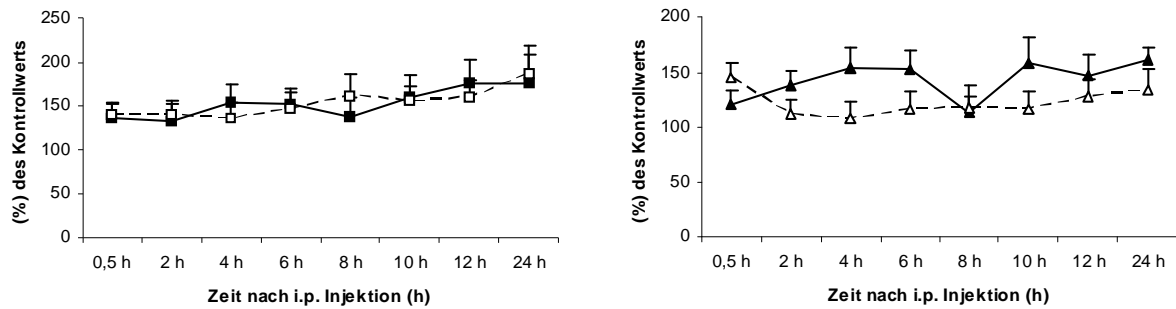 250
200
150
100
50
0
(%) des Kontrollwerts
0,5 h 2 h 4 h 6 h 8 h 10 h 12 h 24 h
Zeit nach i.p. Injektion (h)
200
150
100
50
0
(%) des Kontrollwerts
0,5 h 2 h 4 h 6 h 8 h 10 h 12 h 24 h
Zeit nach i.p. Injektion (h)